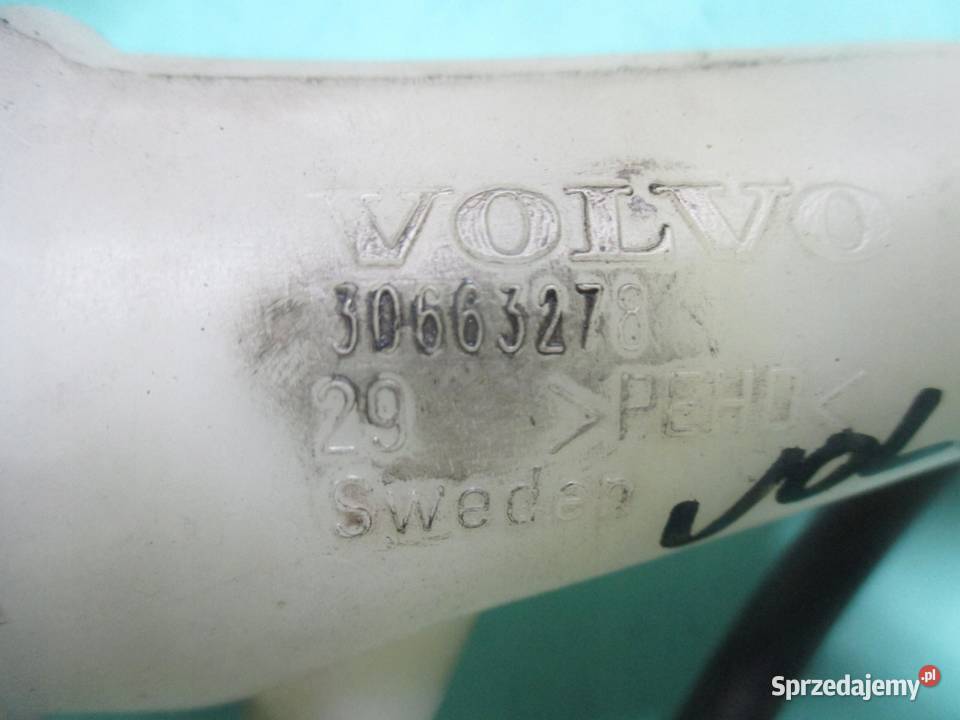 VOLVO
30663278
29 >PEHD<
Sweden
Sprzedajemy.pl